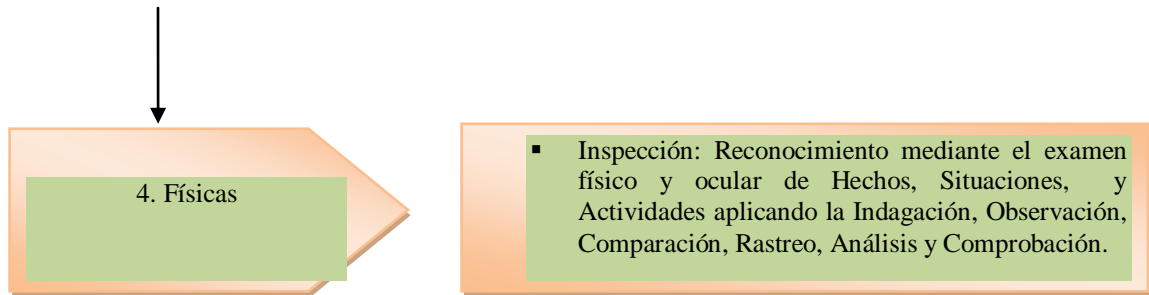 4. Físicas
▪ Inspección: Reconocimiento mediante el examen
físico y ocular de Hechos, Situaciones, y
Actividades aplicando la Indagación, Observación,
Comparación, Rastreo, Análisis y Comprobación.